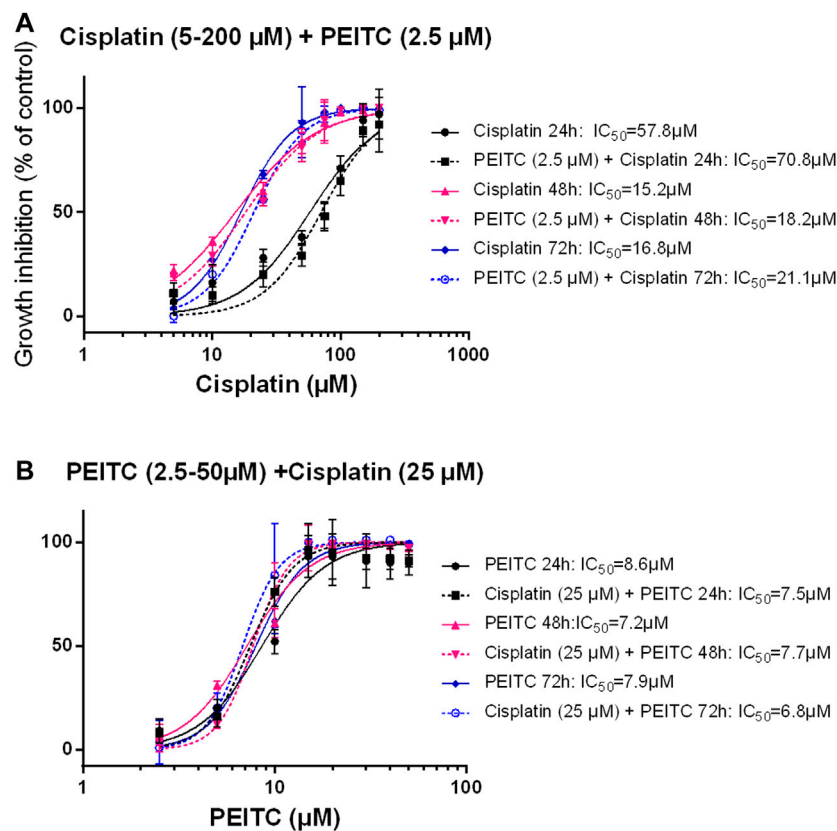 A Cisplatin (5-200 µM) + PEITC (2.5 µM)
Growth inhibition (% of control)
100
50
0
1 10 100 1000
Cisplatin (µM)
Cisplatin 24h: IC50=57.8µM
PEITC (2.5 µM) + Cisplatin 24h: IC50=70.8µM
Cisplatin 48h: IC50=15.2µM
PEITC (2.5 µM) + Cisplatin 48h: IC50=18.2µM
Cisplatin 72h: IC50=16.8µM
PEITC (2.5 µM) + Cisplatin 72h: IC50=21.1µM
B PEITC (2.5-50µM) +Cisplatin (25 µM)
100
50
0
1 10 100
PEITC (µM)
PEITC 24h: IC50=8.6µM
Cisplatin (25 µM) + PEITC 24h: IC50=7.5µM
PEITC 48h:IC50=7.2µM
Cisplatin (25 µM) + PEITC 48h: IC50=7.7µM
PEITC 72h: IC50=7.9µM
Cisplatin (25 µM) + PEITC 72h: IC50=6.8µM